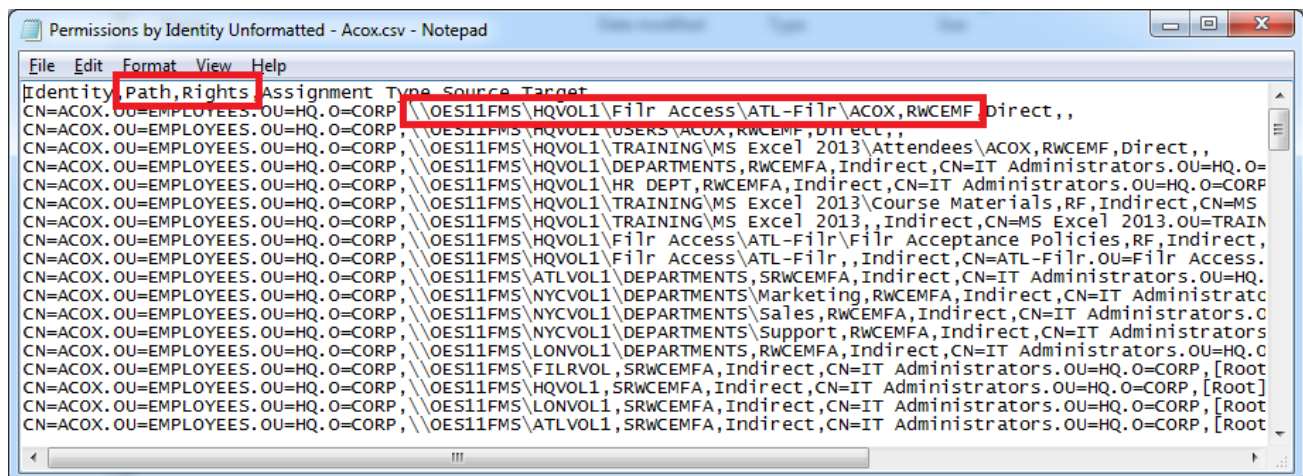 Permissions by Identity Unformatted - Acox.csv - Notepad
File Edit Format View Help
Identity,Path,Rights,Assignment Type,Source,Target
CN=ACOX.OU=EMPLOYEES.OU=HQ.O=CORP,\\OES11FMS\HQVOL1\Filr Access\ATL-Filr\ACOX,RWCEMF,Direct,,
CN=ACOX.OU=EMPLOYEES.OU=HQ.O=CORP,\\OES11FMS\HQVOL1\USERS\ACOX,RWCEMF,Direct,,
CN=ACOX.OU=EMPLOYEES.OU=HQ.O=CORP,\\OES11FMS\HQVOL1\TRAINING\MS Excel 2013\Attendees\ACOX,RWCEMF,Direct,,
CN=ACOX.OU=EMPLOYEES.OU=HQ.O=CORP,\\OES11FMS\HQVOL1\DEPARTMENTS,RWCEMFA,Indirect,CN=IT Administrators.OU=HQ.O=
CN=ACOX.OU=EMPLOYEES.OU=HQ.O=CORP,\\OES11FMS\HQVOL1\HR DEPT,RWCEMFA,Indirect,CN=IT Administrators.OU=HQ.O=CORP
CN=ACOX.OU=EMPLOYEES.OU=HQ.O=CORP,\\OES11FMS\HQVOL1\TRAINING\MS Excel 2013\Course Materials,RF,Indirect,CN=MS
CN=ACOX.OU=EMPLOYEES.OU=HQ.O=CORP,\\OES11FMS\HQVOL1\TRAINING\MS Excel 2013,,Indirect,CN=MS Excel 2013.OU=TRAIN
CN=ACOX.OU=EMPLOYEES.OU=HQ.O=CORP,\\OES11FMS\HQVOL1\Filr Access\ATL-Filr\Filr Acceptance Policies,RF,Indirect,
CN=ACOX.OU=EMPLOYEES.OU=HQ.O=CORP,\\OES11FMS\HQVOL1\Filr Access\ATL-Filr,,Indirect,CN=ATL-Filr.OU=Filr Access.
CN=ACOX.OU=EMPLOYEES.OU=HQ.O=CORP,\\OES11FMS\ATLVOL1\DEPARTMENTS,SRWCEMFA,Indirect,CN=IT Administrators.OU=HQ.
CN=ACOX.OU=EMPLOYEES.OU=HQ.O=CORP,\\OES11FMS\NYCVOL1\DEPARTMENTS\Marketing,RWCEMFA,Indirect,CN=IT Administrato
CN=ACOX.OU=EMPLOYEES.OU=HQ.O=CORP,\\OES11FMS\NYCVOL1\DEPARTMENTS\Sales,RWCEMFA,Indirect,CN=IT Administrators.O
CN=ACOX.OU=EMPLOYEES.OU=HQ.O=CORP,\\OES11FMS\NYCVOL1\DEPARTMENTS\Support,RWCEMFA,Indirect,CN=IT Administrators
CN=ACOX.OU=EMPLOYEES.OU=HQ.O=CORP,\\OES11FMS\LONVOL1\DEPARTMENTS,RWCEMFA,Indirect,CN=IT Administrators.OU=HQ.O
CN=ACOX.OU=EMPLOYEES.OU=HQ.O=CORP,\\OES11FMS\FILRVOL,SRWCEMFA,Indirect,CN=IT Administrators.OU=HQ.O=CORP,[Root
CN=ACOX.OU=EMPLOYEES.OU=HQ.O=CORP,\\OES11FMS\HQVOL1,SRWCEMFA,Indirect,CN=IT Administrators.OU=HQ.O=CORP,[Root]
CN=ACOX.OU=EMPLOYEES.OU=HQ.O=CORP,\\OES11FMS\LONVOL1,SRWCEMFA,Indirect,CN=IT Administrators.OU=HQ.O=CORP,[Root
CN=ACOX.OU=EMPLOYEES.OU=HQ.O=CORP,\\OES11FMS\ATLVOL1,SRWCEMFA,Indirect,CN=IT Administrators.OU=HQ.O=CORP,[Root